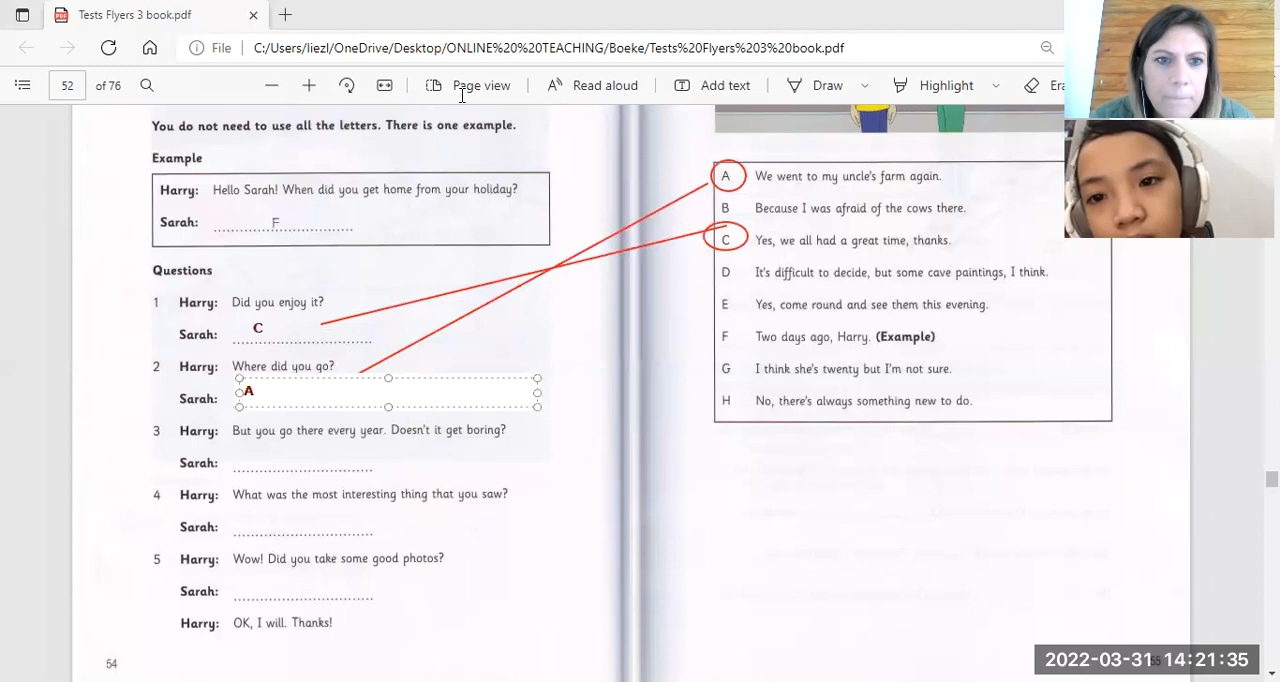 Tests Flyers 3 book.pdf
File
C:/Users/liezl/OneDrive/Desktop/ONLINE%20%20TEACHING/Boeke/Tests%20Flyers%203%20book.pdf
52 of 76
Page view
Read aloud
Add text
Draw
Highlight
You do not need to use all the letters. There is one example.
Example
Harry: Hello Sarah! When did you get home from your holiday?
Sarah: F
Questions
1 Harry: Did you enjoy it?
Sarah: C
2 Harry: Where did you go?
Sarah: A
3 Harry: But you go there every year. Doesn't it get boring?
Sarah:
4 Harry: What was the most interesting thing that you saw?
Sarah:
5 Harry: Wow! Did you take some good photos?
Sarah:
Harry: OK, I will. Thanks!
54
A We went to my uncle's farm again.
B Because I was afraid of the cows there.
C Yes, we all had a great time, thanks.
D It's difficult to decide, but some cave paintings, I think.
E Yes, come round and see them this evening.
F Two days ago, Harry. (Example)
G I think she's twenty but I'm not sure.
H No, there's always something new to do.
2022-03-31 14:21:35